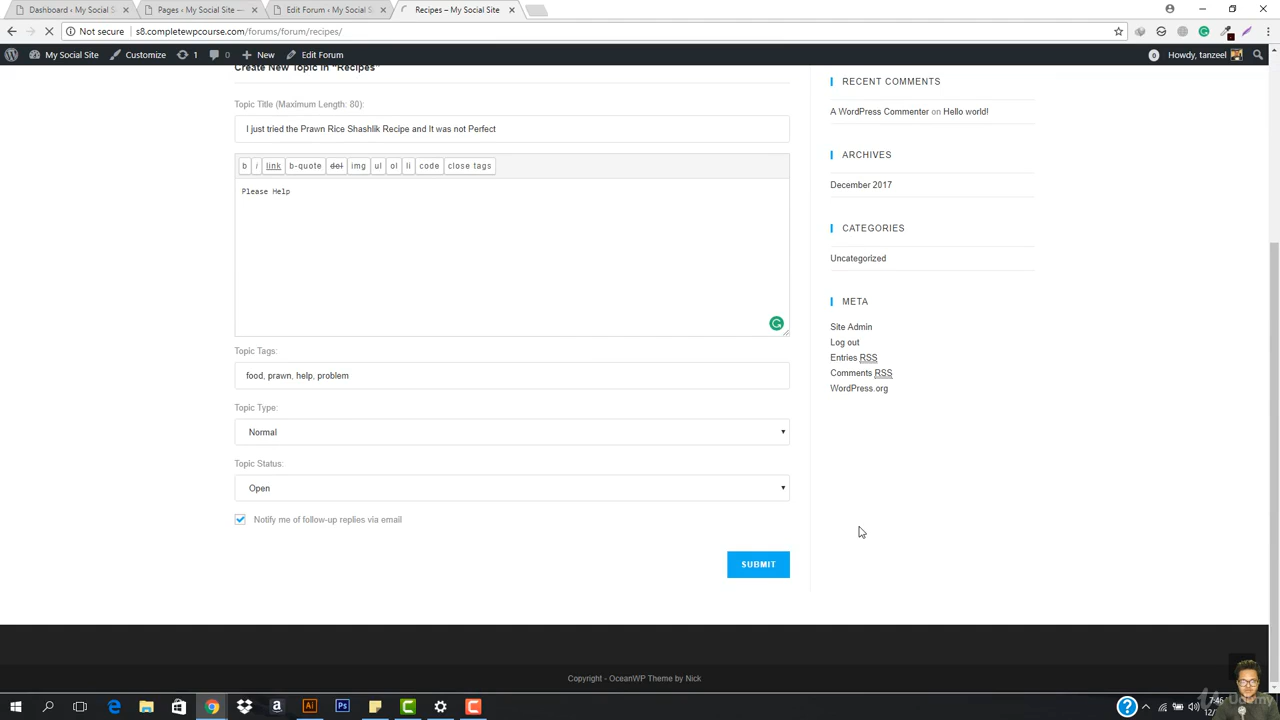 Dashboard ‹ My Social S
Pages ‹ My Social Site —
Edit Forum ‹ My Social S
Recipes – My Social Site
Not secure
s8.completewpcourse.com/forums/forum/recipes/
My Social Site
Customize
1
0
New
Edit Forum
0
Howdy, tanzeel
Create New Topic in "Recipes"
RECENT COMMENTS
Topic Title (Maximum Length: 80):
A WordPress Commenter on Hello world!
I just tried the Prawn Rice Shashlik Recipe and It was not Perfect
ARCHIVES
b i link b-quote del img ul ol li code close tags
December 2017
Please Help
CATEGORIES
Uncategorized
META
Site Admin
Log out
Entries RSS
Comments RSS
WordPress.org
Topic Tags:
food, prawn, help, problem
Topic Type:
Normal
Topic Status:
Open
Notify me of follow-up replies via email
SUBMIT
Copyright - OceanWP Theme by Nick
7:45
12/
Udemy